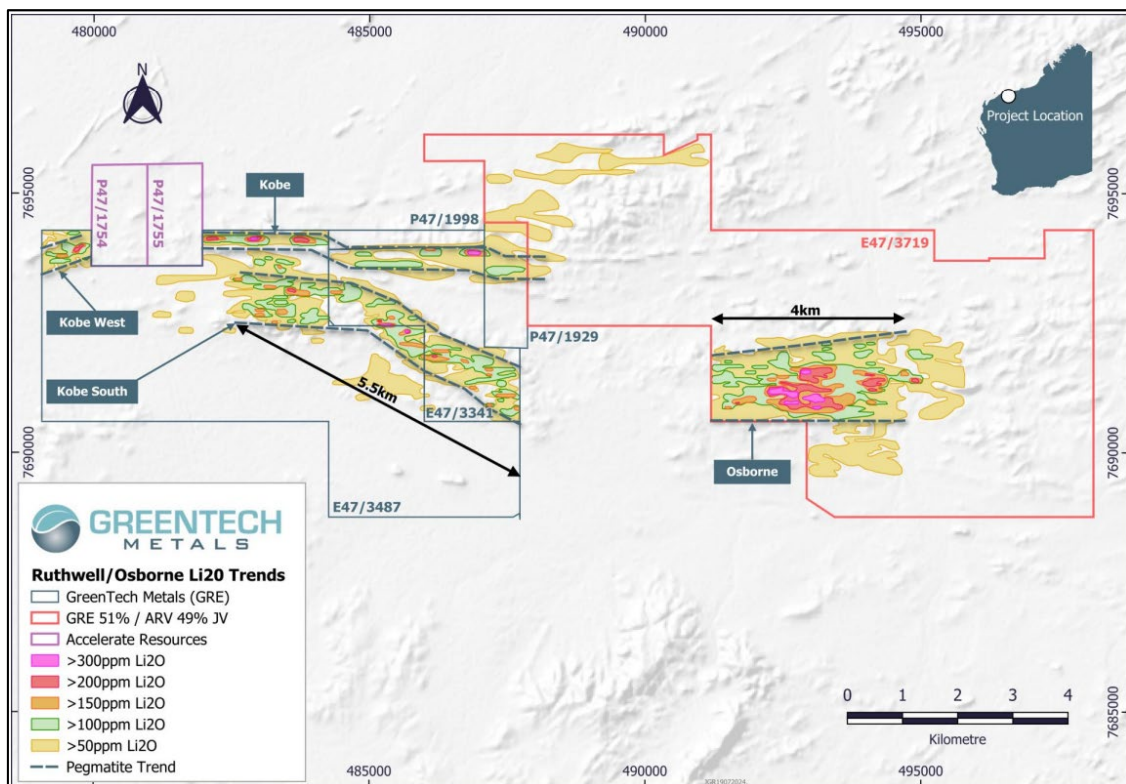 480000
485000
490000
495000
N
Project Location
7695000
7695000
P47/1754
P47/1755
Kobe
P47/1998
E47/3719
Kobe West
4km
P47/1929
Kobe South
5.5km
E47/3341
7690000
7690000
Osborne
E47/3487
GREENTECH
METALS
Ruthwell/Osborne Li20 Trends
GreenTech Metals (GRE)
GRE 51% / ARV 49% JV
Accelerate Resources
>300ppm Li2O
>200ppm Li2O
>150ppm Li2O
>100ppm Li2O
>50ppm Li2O
Pegmatite Trend
0 1 2 3 4
Kilometre
7685000
485000
490000
495000